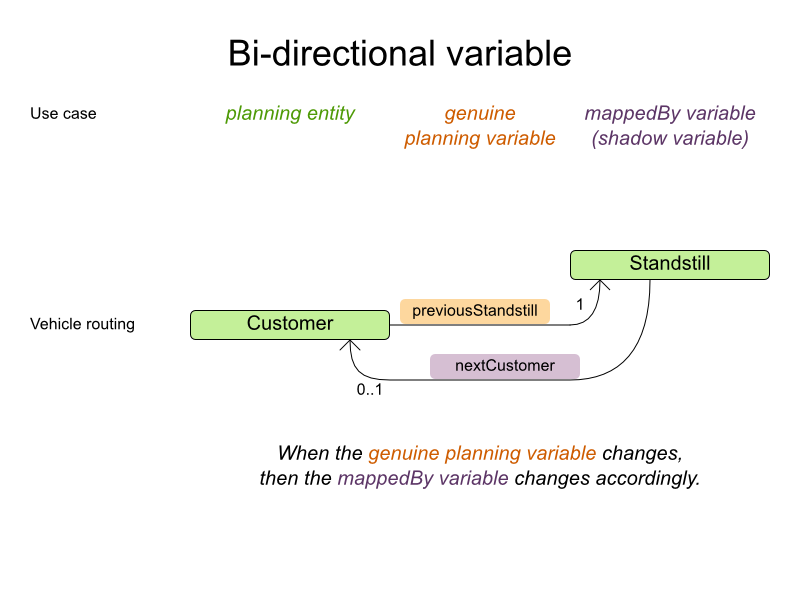 Bi-directional variable
Use case
planning entity
genuine
planning variable
mappedBy variable
(shadow variable)
Standstill
previousStandstill
1
Vehicle routing
Customer
nextCustomer
0..1
When the genuine planning variable changes,
then the mappedBy variable changes accordingly.